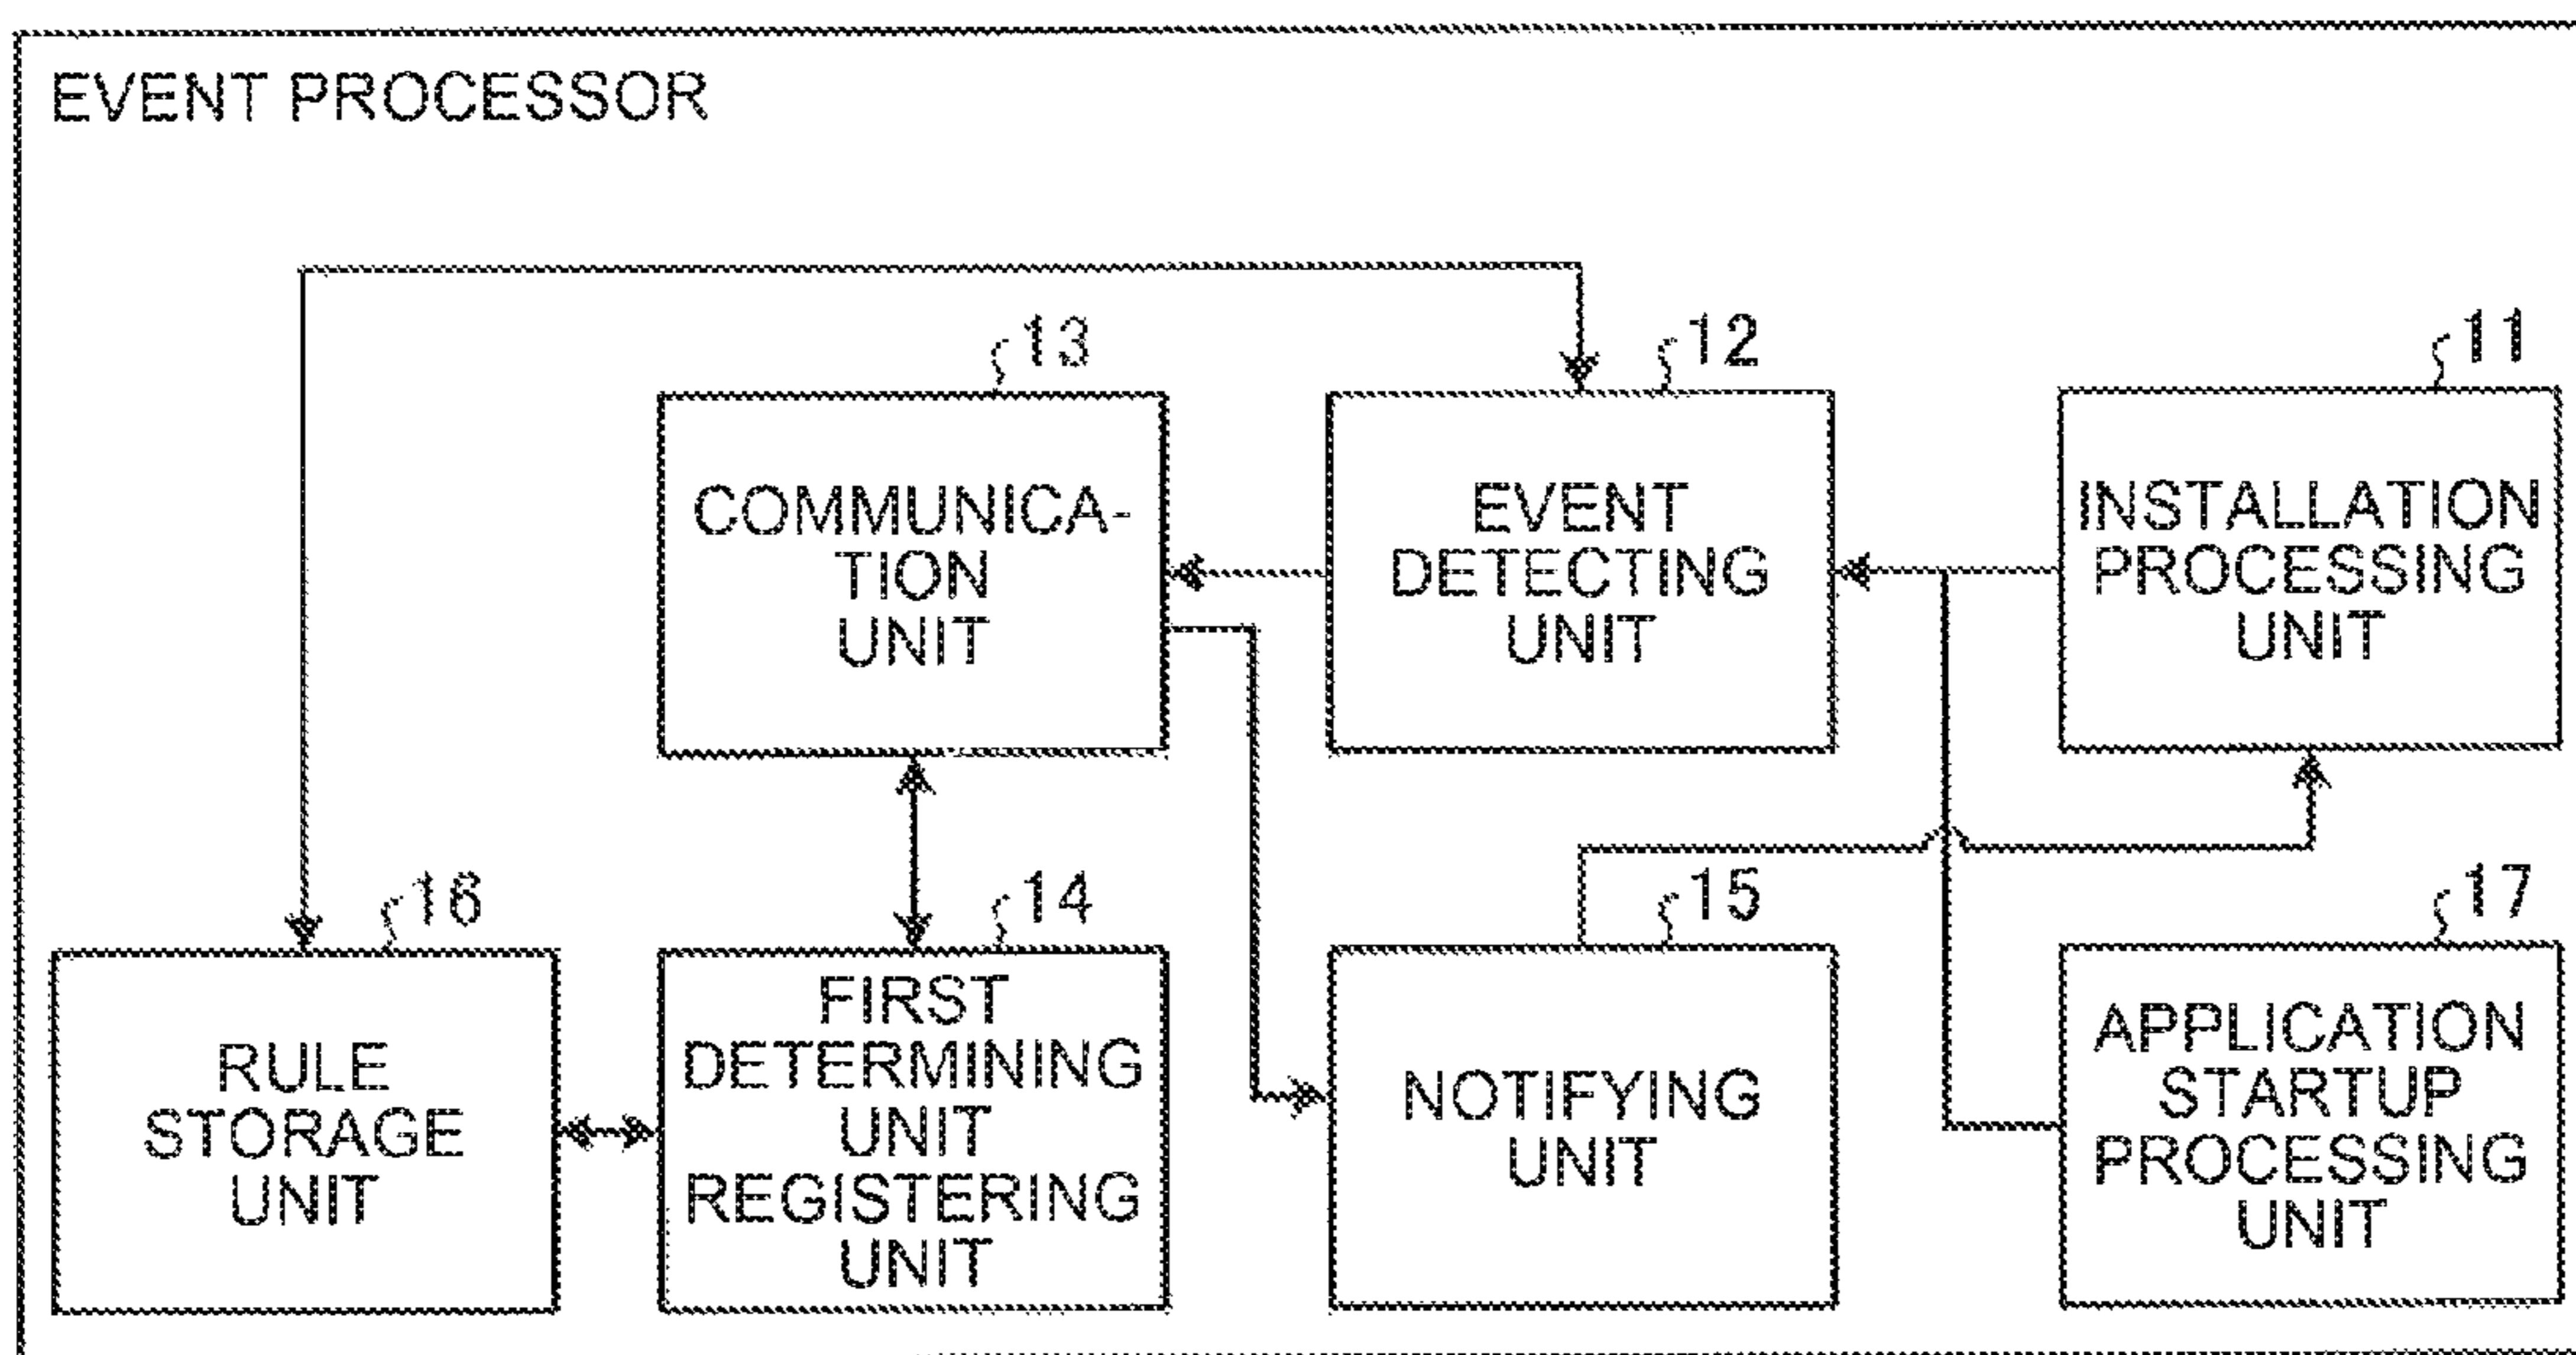 EVENT PROCESSOR
13
12
11
COMMUNICA-
TION
UNIT
EVENT
DETECTING
UNIT
INSTALLATION
PROCESSING
UNIT
16
14
15
17
RULE
STORAGE
UNIT
FIRST
DETERMINING
UNIT
REGISTERING
UNIT
NOTIFYING
UNIT
APPLICATION
STARTUP
PROCESSING
UNIT